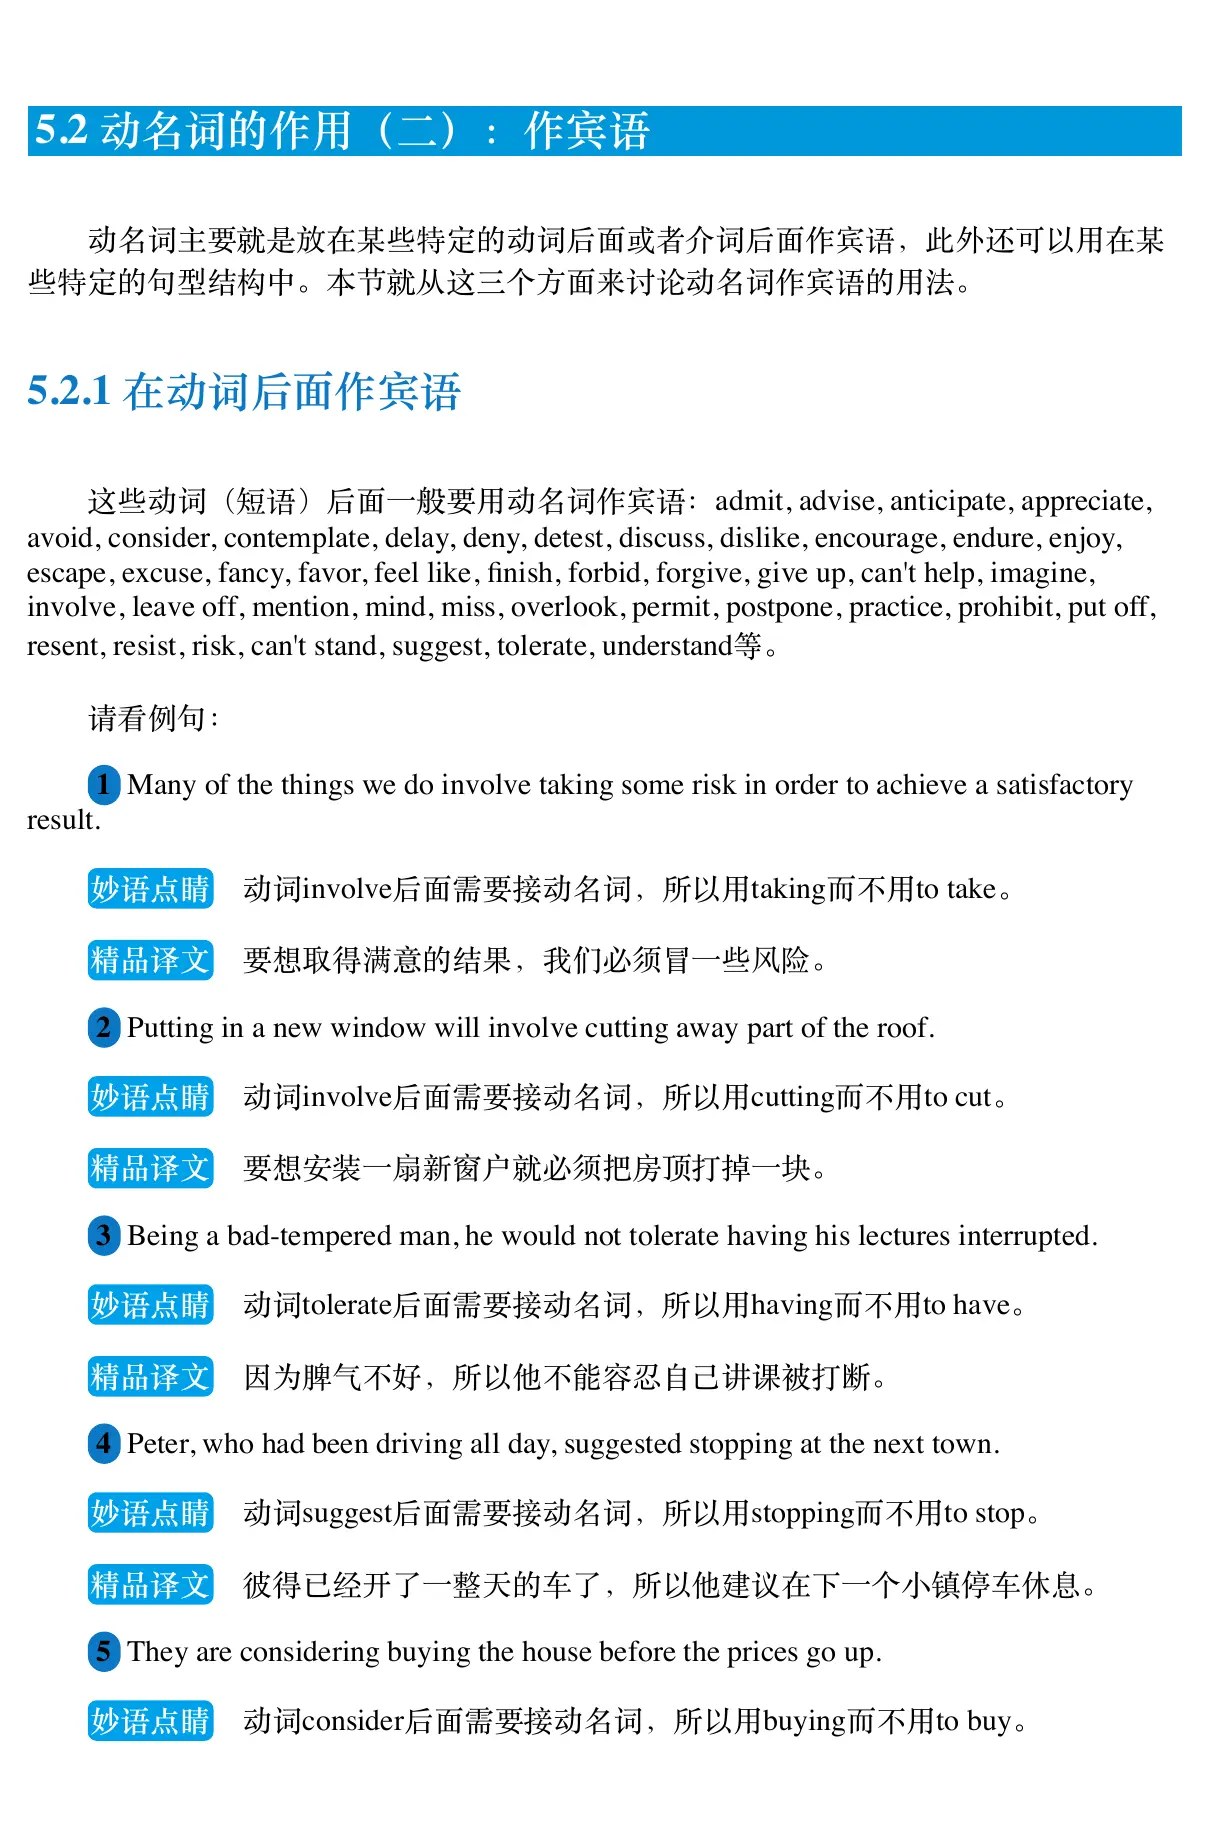 5.2 动名词的作用（二）：作宾语
动名词主要就是放在某些特定的动词后面或者介词后面作宾语，此外还可以用在某
些特定的句型结构中。本节就从这三个方面来讨论动名词作宾语的用法。
5.2.1 在动词后面作宾语
这些动词（短语）后面一般要用动名词作宾语：admit, advise, anticipate, appreciate,
avoid, consider, contemplate, delay, deny, detest, discuss, dislike, encourage, endure, enjoy,
escape, excuse, fancy, favor, feel like, finish, forbid, forgive, give up, can't help, imagine,
involve, leave off, mention, mind, miss, overlook, permit, postpone, practice, prohibit, put off,
resent, resist, risk, can't stand, suggest, tolerate, understand等。
请看例句：
1 Many of the things we do involve taking some risk in order to achieve a satisfactory
result.
妙语点睛 动词involve后面需要接动名词，所以用taking而不用to take。
精品译文 要想取得满意的结果，我们必须冒一些风险。
2 Putting in a new window will involve cutting away part of the roof.
妙语点睛 动词involve后面需要接动名词，所以用cutting而不用to cut。
精品译文 要想安装一扇新窗户就必须把房顶打掉一块。
3 Being a bad-tempered man, he would not tolerate having his lectures interrupted.
妙语点睛 动词tolerate后面需要接动名词，所以用having而不用to have。
精品译文 因为脾气不好，所以他不能容忍自己讲课被打断。
4 Peter, who had been driving all day, suggested stopping at the next town.
妙语点睛 动词suggest后面需要接动名词，所以用stopping而不用to stop。
精品译文 彼得已经开了一整天的车了，所以他建议在下一个小镇停车休息。
5 They are considering buying the house before the prices go up.
妙语点睛 动词consider后面需要接动名词，所以用buying而不用to buy。